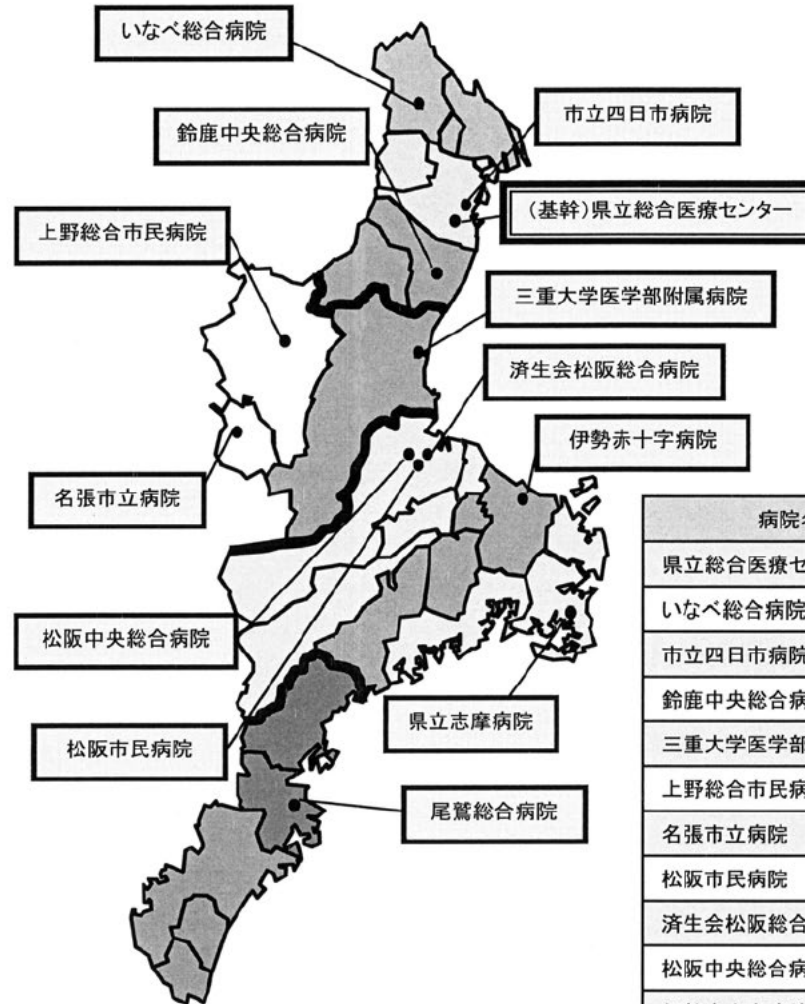 いなべ総合病院
市立四日市病院
鈴鹿中央総合病院
(基幹)県立総合医療センター
上野総合市民病院
三重大学医学部附属病院
済生会松阪総合病院
伊勢赤十字病院
名張市立病院
松阪中央総合病院
県立志摩病院
松阪市民病院
尾鷲総合病院
病院
県立総合医療セ
いなべ総合病院
市立四日市病院
鈴鹿中央総合病
三重大学医学部
上野総合市民病
名張市立病院
松阪市民病院
済生会松阪総合
松阪中央総合病